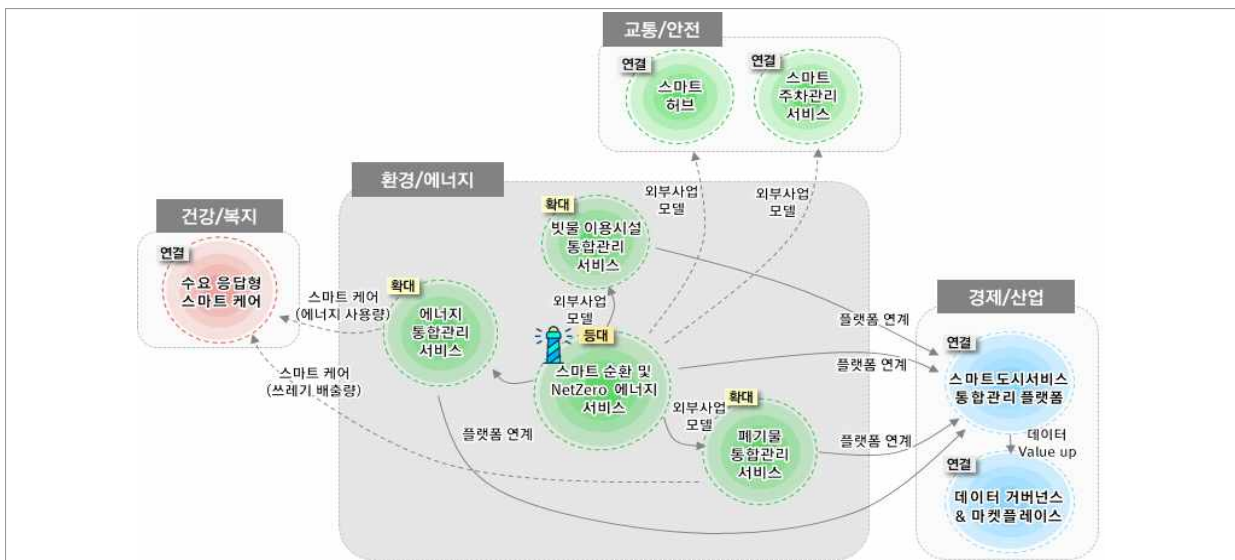 교통/안전
연결
스마트
허브
연결
스마트
주차관리
서비스
환경/에너지
외부사업
모델
외부사업
모델
건강/복지
연결
수요 응답형
스마트 케어
확대
빗물 이용시설
통합관리
서비스
스마트 케어
(에너지 사용량)
확대
에너지
통합관리
서비스
외부사업
모델
등대
스마트 순환 및
NetZero 에너지
서비스
스마트 케어
(쓰레기 배출량)
플랫폼 연계
외부사업
모델
확대
폐기물
통합관리
서비스
플랫폼 연계
플랫폼 연계
플랫폼 연계
경제/산업
연결
스마트도시서비스
통합관리 플랫폼
데이터
Value up
연결
데이터 거버넌스
& 마켓플레이스